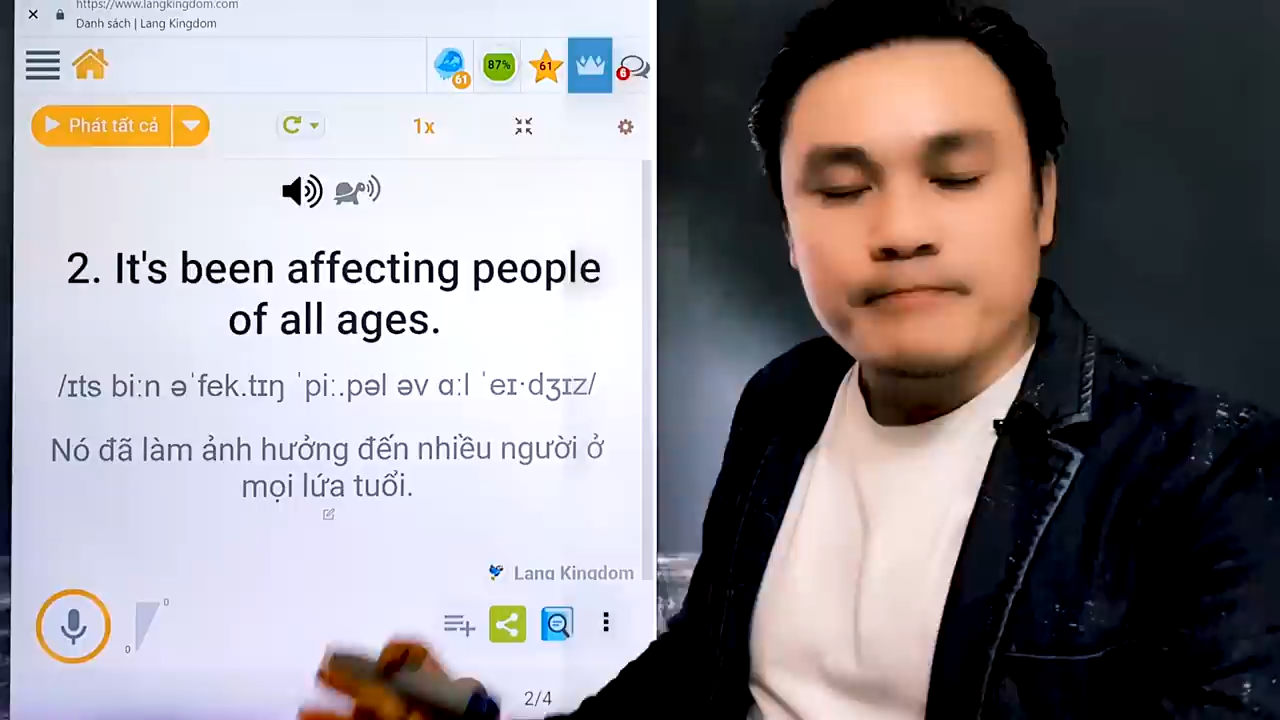 https://www.langkingdom.com
Danh sách | Lang Kingdom
61
87%
61
6
Phát tất cả
1x
2. It's been affecting people
of all ages.
/ɪts biːn əˈfek.tɪŋ ˈpiː.pəl əv ɑːl ˈeɪ·dʒɪz/
Nó đã làm ảnh hưởng đến nhiều người ở
mọi lứa tuổi.
Lang Kingdom
0
0
2/4